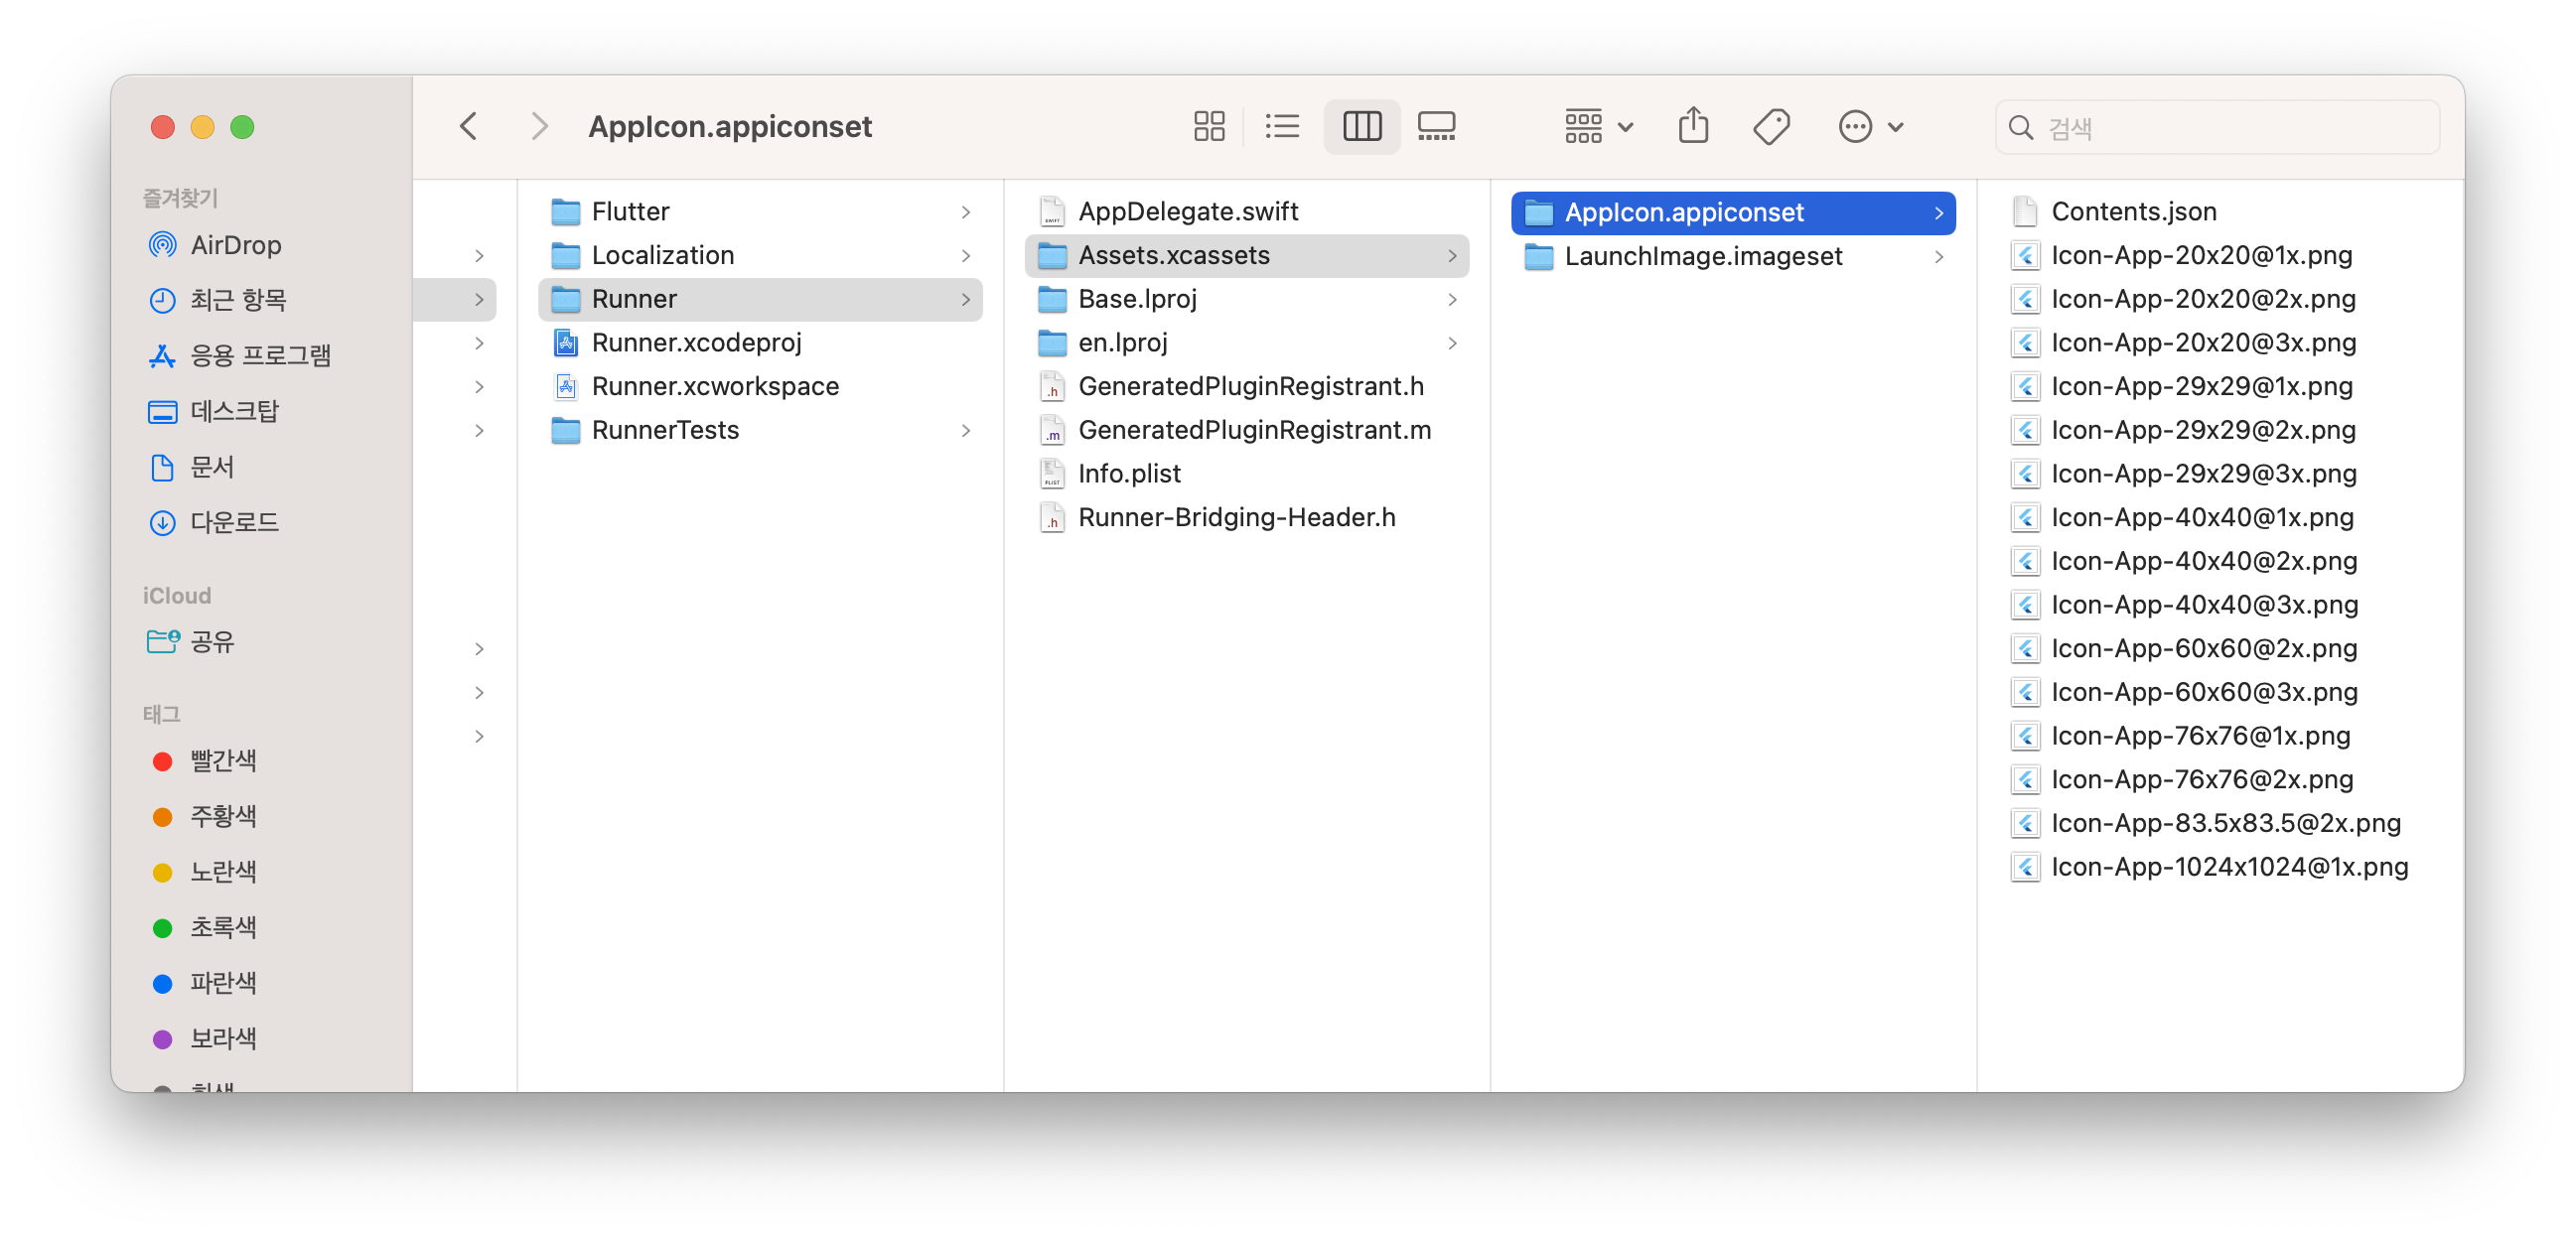 AppIcon.appiconset
검색
즐겨찾기
AirDrop
최근 항목
응용 프로그램
데스크탑
문서
다운로드
iCloud
공유
태그
빨간색
주황색
노란색
초록색
파란색
보라색
회색
Flutter
Localization
Runner
Runner.xcodeproj
Runner.xcworkspace
RunnerTests
AppDelegate.swift
Assets.xcassets
Base.lproj
en.lproj
GeneratedPluginRegistrant.h
GeneratedPluginRegistrant.m
Info.plist
Runner-Bridging-Header.h
AppIcon.appiconset
LaunchImage.imageset
Contents.json
Icon-App-20x20@1x.png
Icon-App-20x20@2x.png
Icon-App-20x20@3x.png
Icon-App-29x29@1x.png
Icon-App-29x29@2x.png
Icon-App-29x29@3x.png
Icon-App-40x40@1x.png
Icon-App-40x40@2x.png
Icon-App-40x40@3x.png
Icon-App-60x60@2x.png
Icon-App-60x60@3x.png
Icon-App-76x76@1x.png
Icon-App-76x76@2x.png
Icon-App-83.5x83.5@2x.png
Icon-App-1024x1024@1x.png